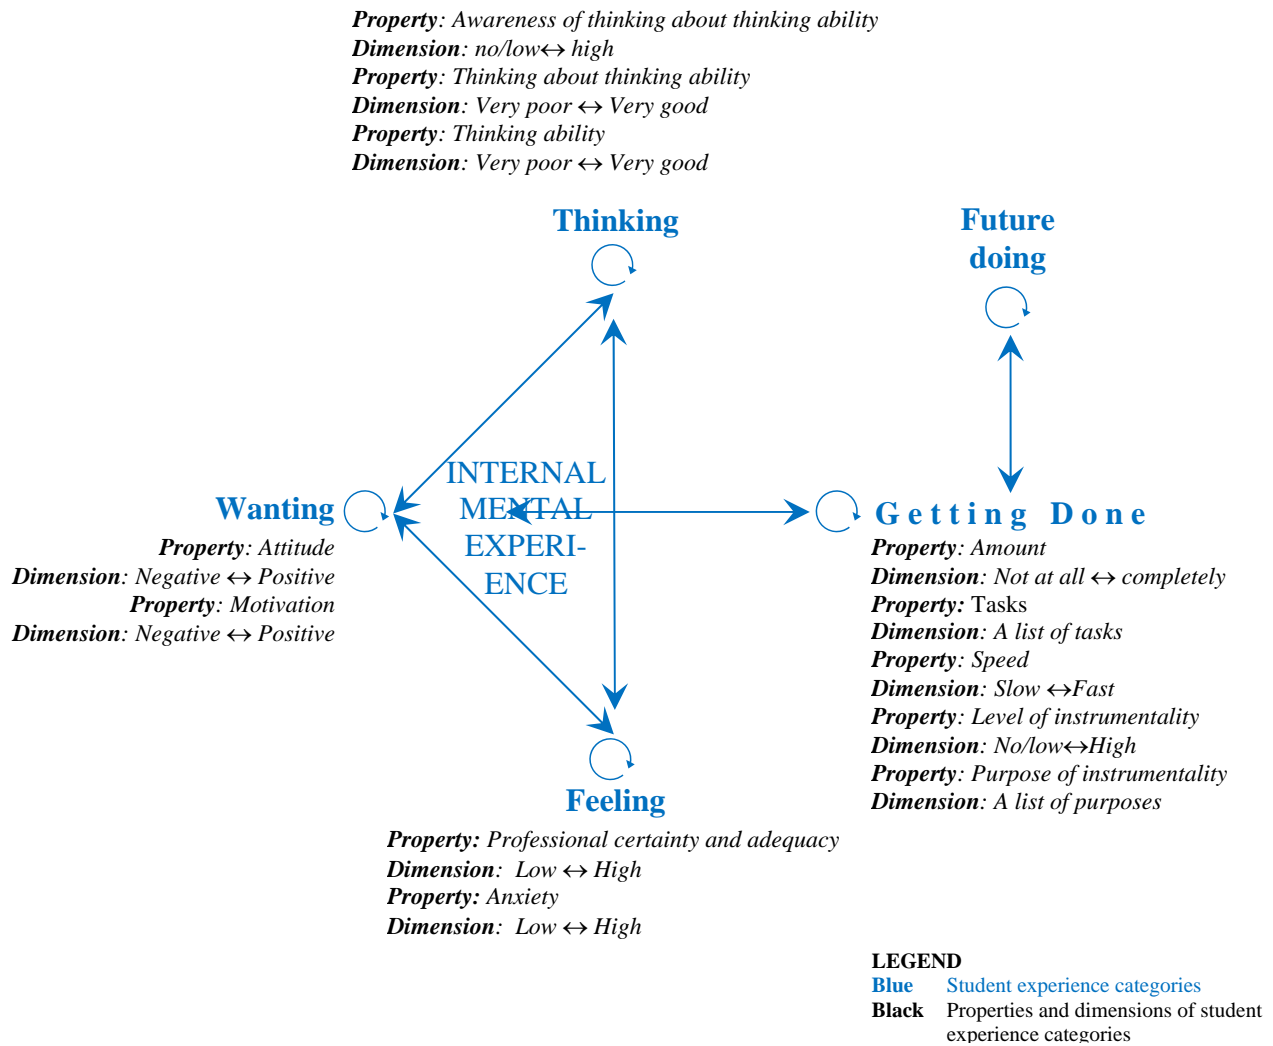 Property: Awareness of thinking about thinking ability
Dimension: no/low↔ high
Property: Thinking about thinking ability
Dimension: Very poor ↔ Very good
Property: Thinking ability
Dimension: Very poor ↔ Very good
Thinking
Future
doing
INTERNAL
MENTAL
EXPERI-
ENCE
Wanting
Property: Attitude
Dimension: Negative ↔ Positive
Property: Motivation
Dimension: Negative ↔ Positive
Getting Done
Property: Amount
Dimension: Not at all ↔ completely
Property: Tasks
Dimension: A list of tasks
Property: Speed
Dimension: Slow ↔Fast
Property: Level of instrumentality
Dimension: No/low↔High
Property: Purpose of instrumentality
Dimension: A list of purposes
Feeling
Property: Professional certainty and adequacy
Dimension: Low ↔ High
Property: Anxiety
Dimension: Low ↔ High
LEGEND
Blue Student experience categories
Black Properties and dimensions of student
experience categories